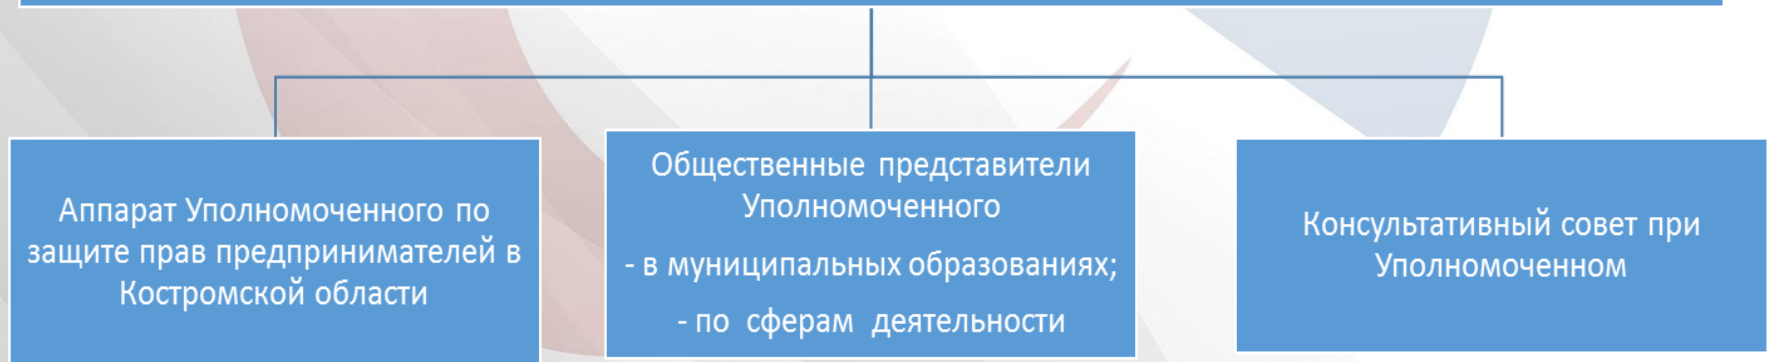 Аппарат Уполномоченного по
защите прав предпринимателей в
Костромской области
Общественные представители
Уполномоченного
- в муниципальных образованиях;
- по сферам деятельности
Консультативный совет при
Уполномоченном